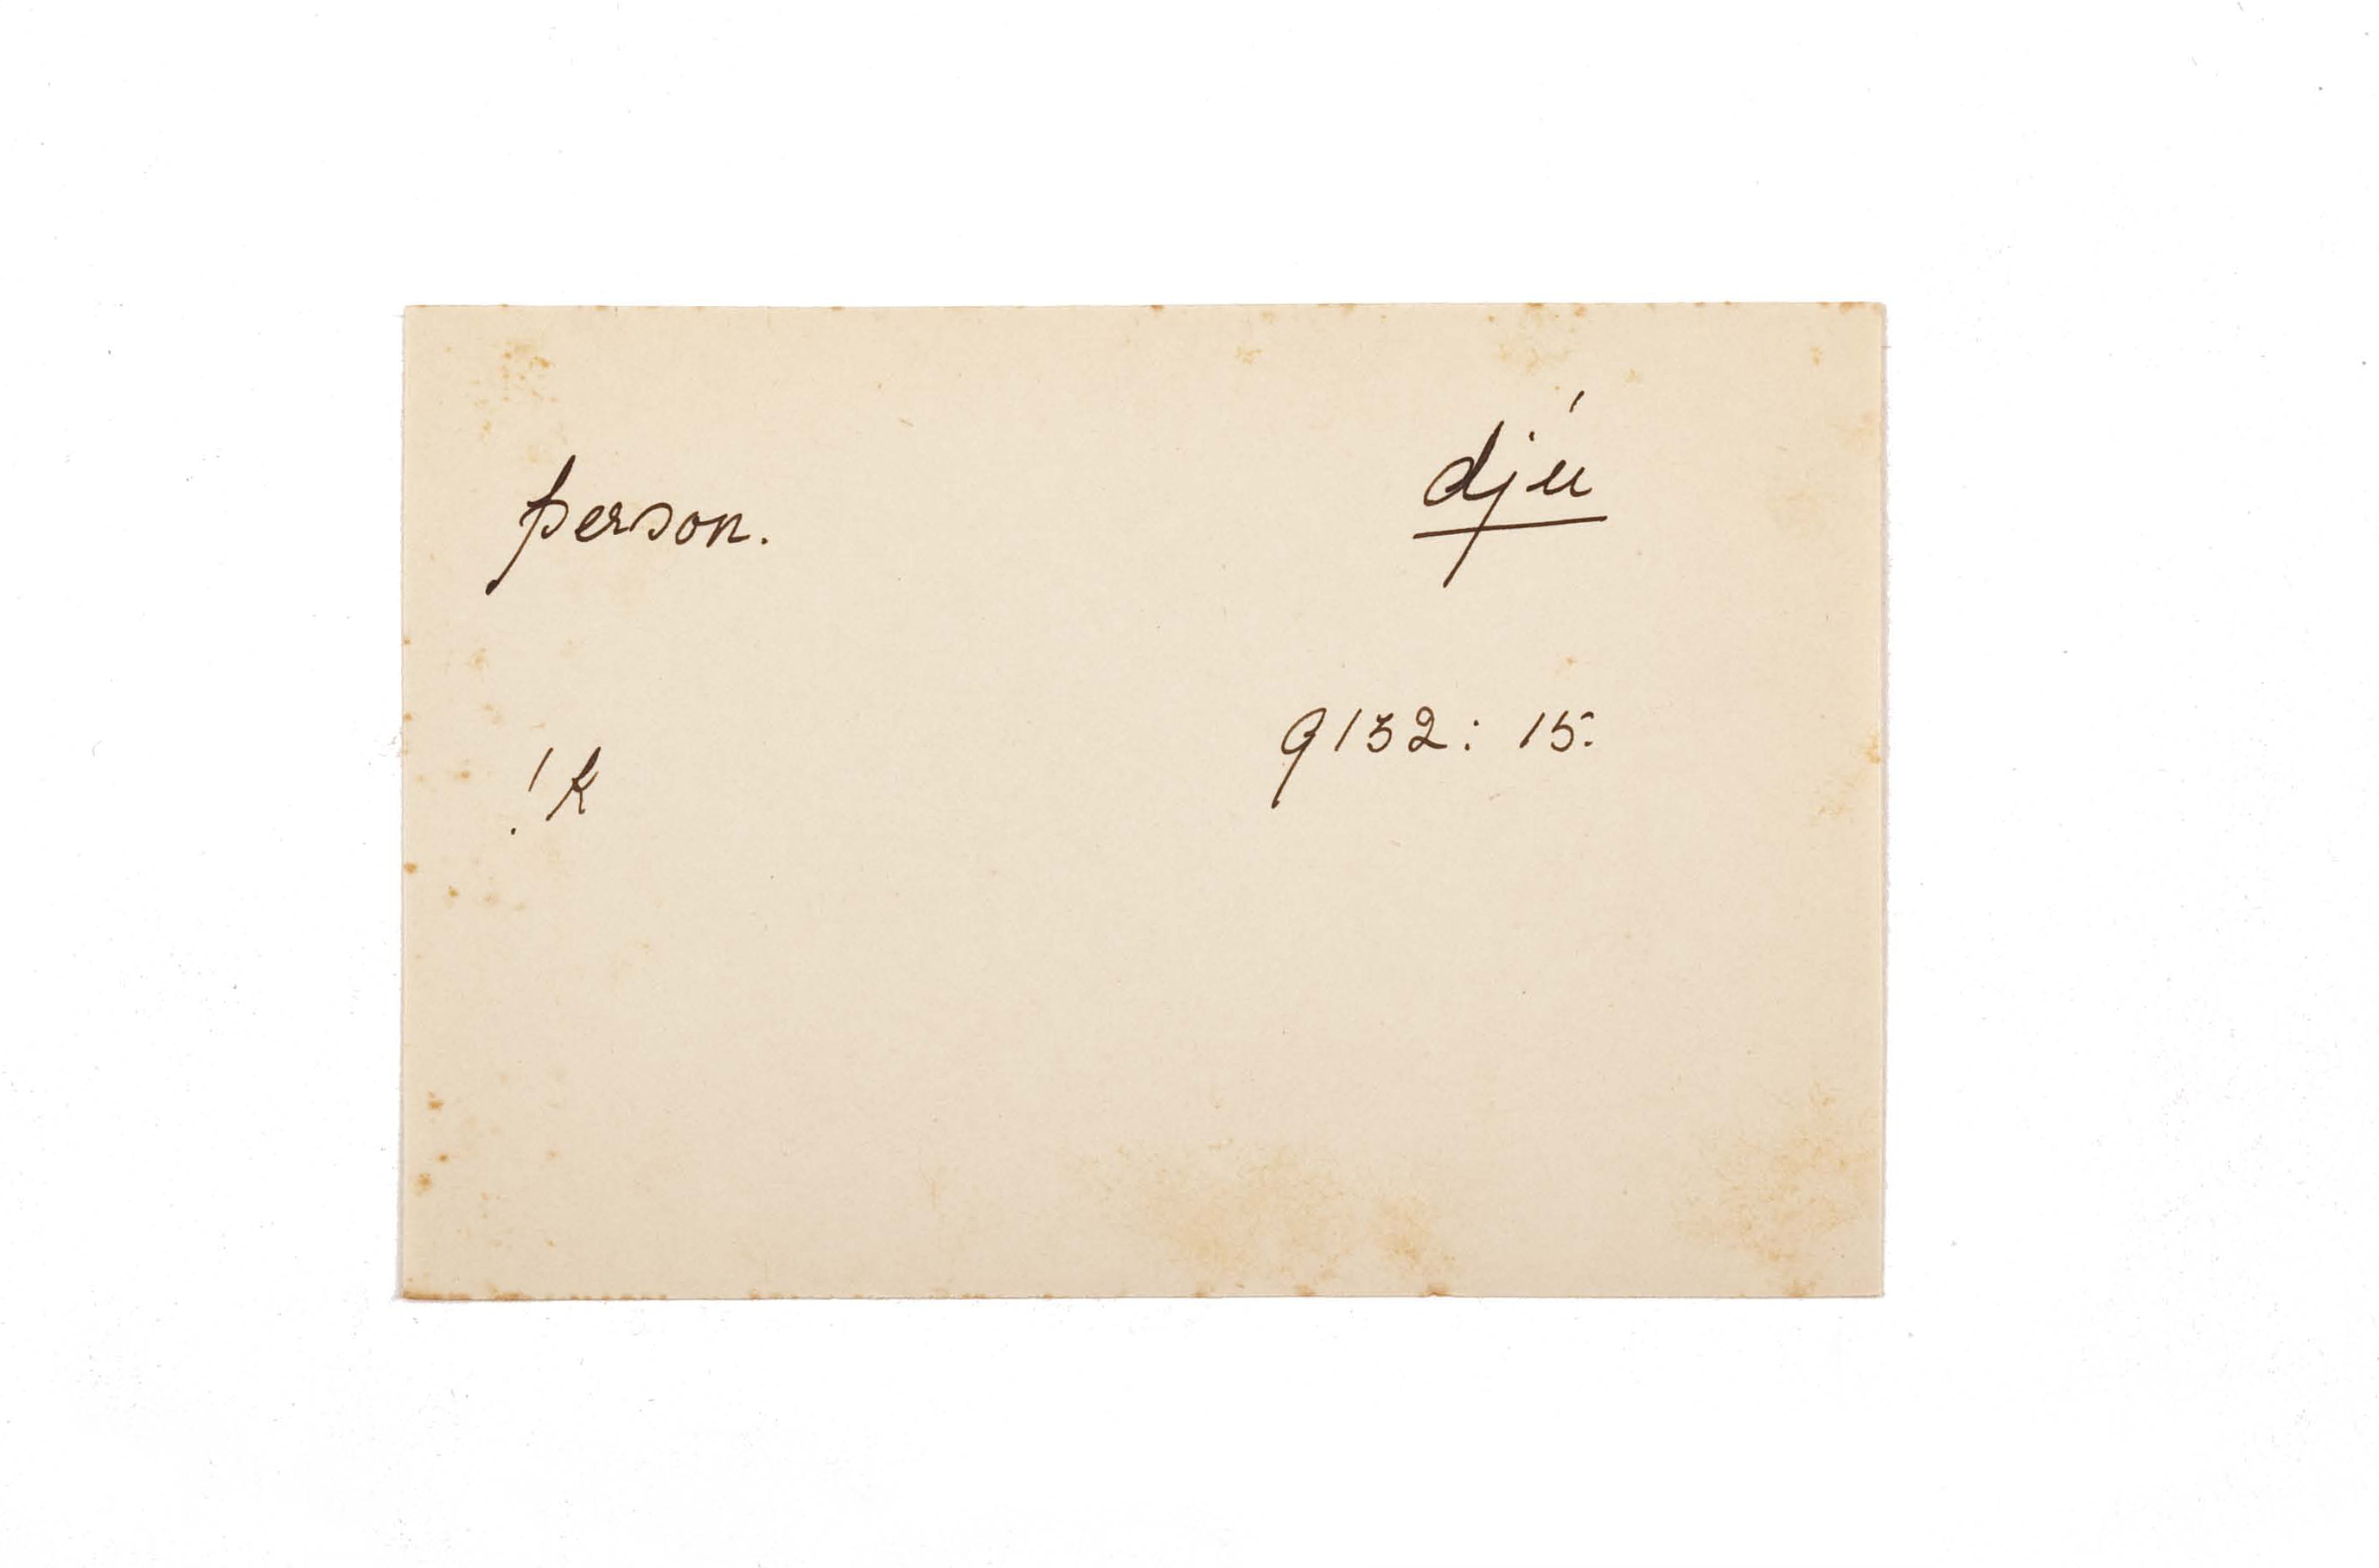 person. djú
9132: 15.
!k